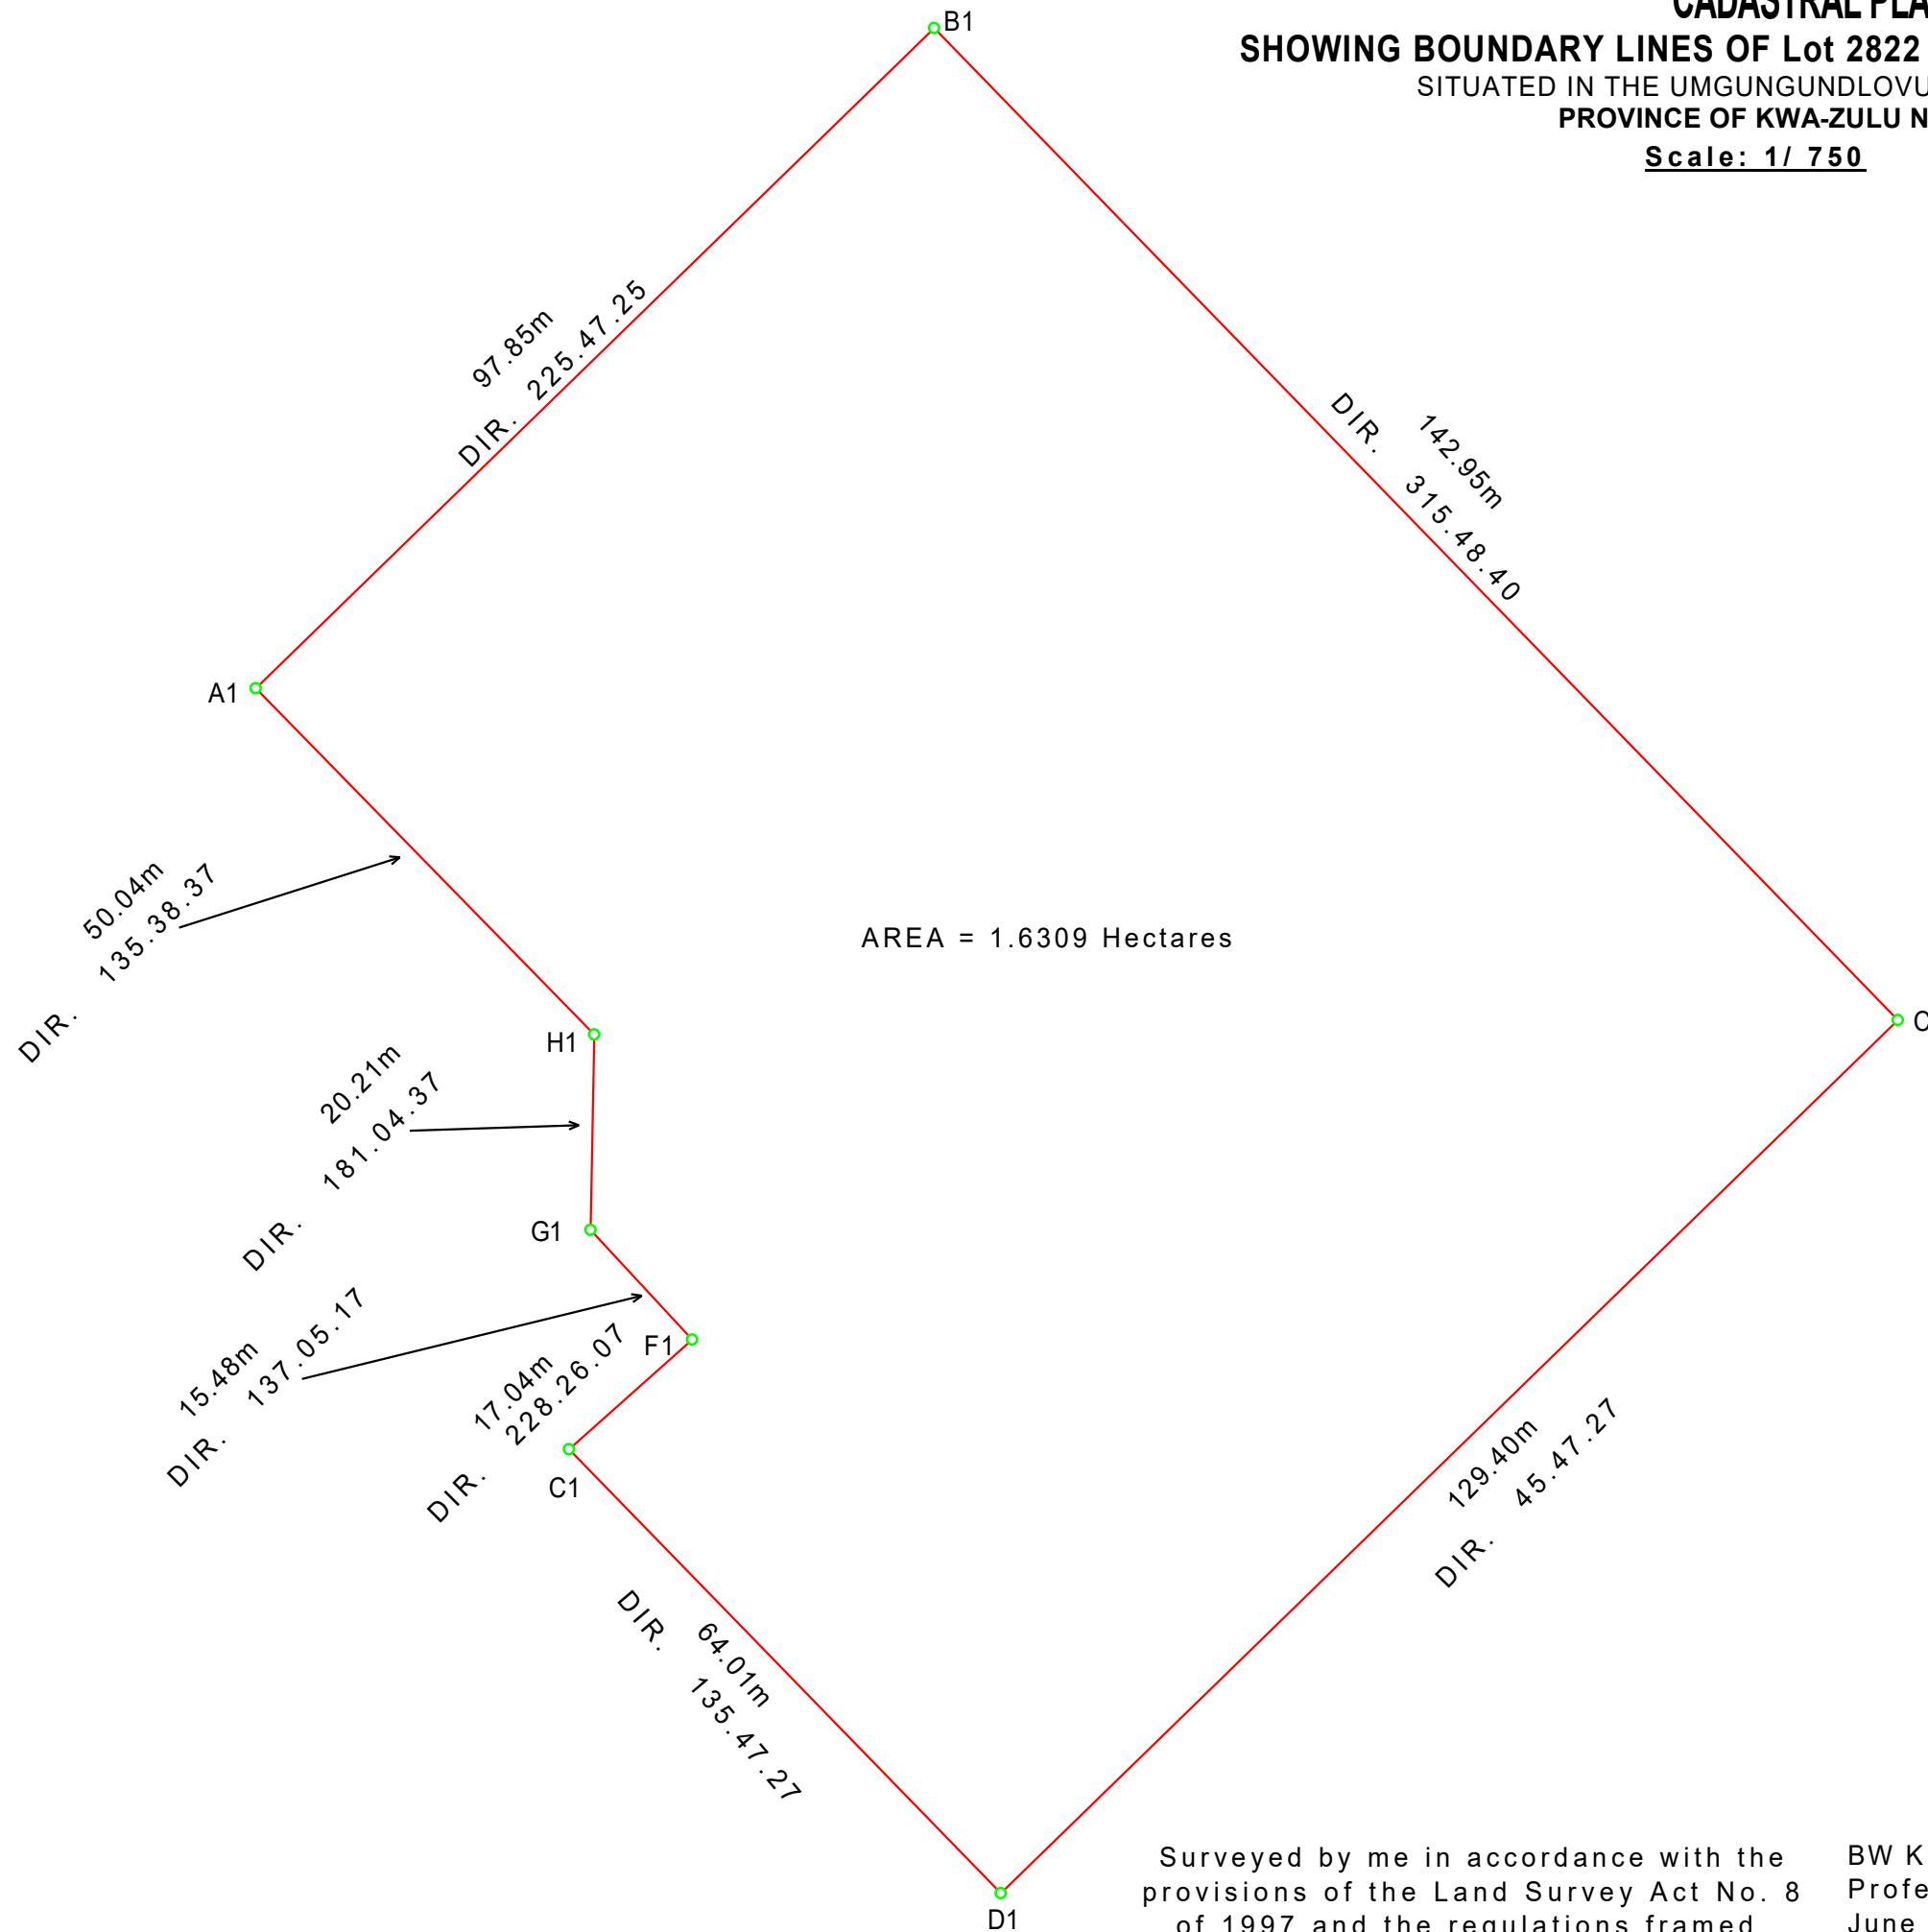 CADASTRAL PLA
SHOWING BOUNDARY LINES OF Lot 2822
SITUATED IN THE UMGUNGUNDLOVU
PROVINCE OF KWA-ZULU N
Scale: 1/ 750
B1
97.85m
DIR. 225.47.25
142.95m
DIR. 315.48.40
A1
50.04m
DIR. 135.38.37
AREA = 1.6309 Hectares
H1
20.21m
DIR. 181.04.37
G1
15.48m
DIR. 137.05.17
F1
17.04m
DIR. 228.26.07
C1
129.40m
DIR. 45.47.27
64.01m
DIR. 135.47.27
D1
Surveyed by me in accordance with the
provisions of the Land Survey Act No. 8
of 1997 and the regulations framed
BW K
Profe
June